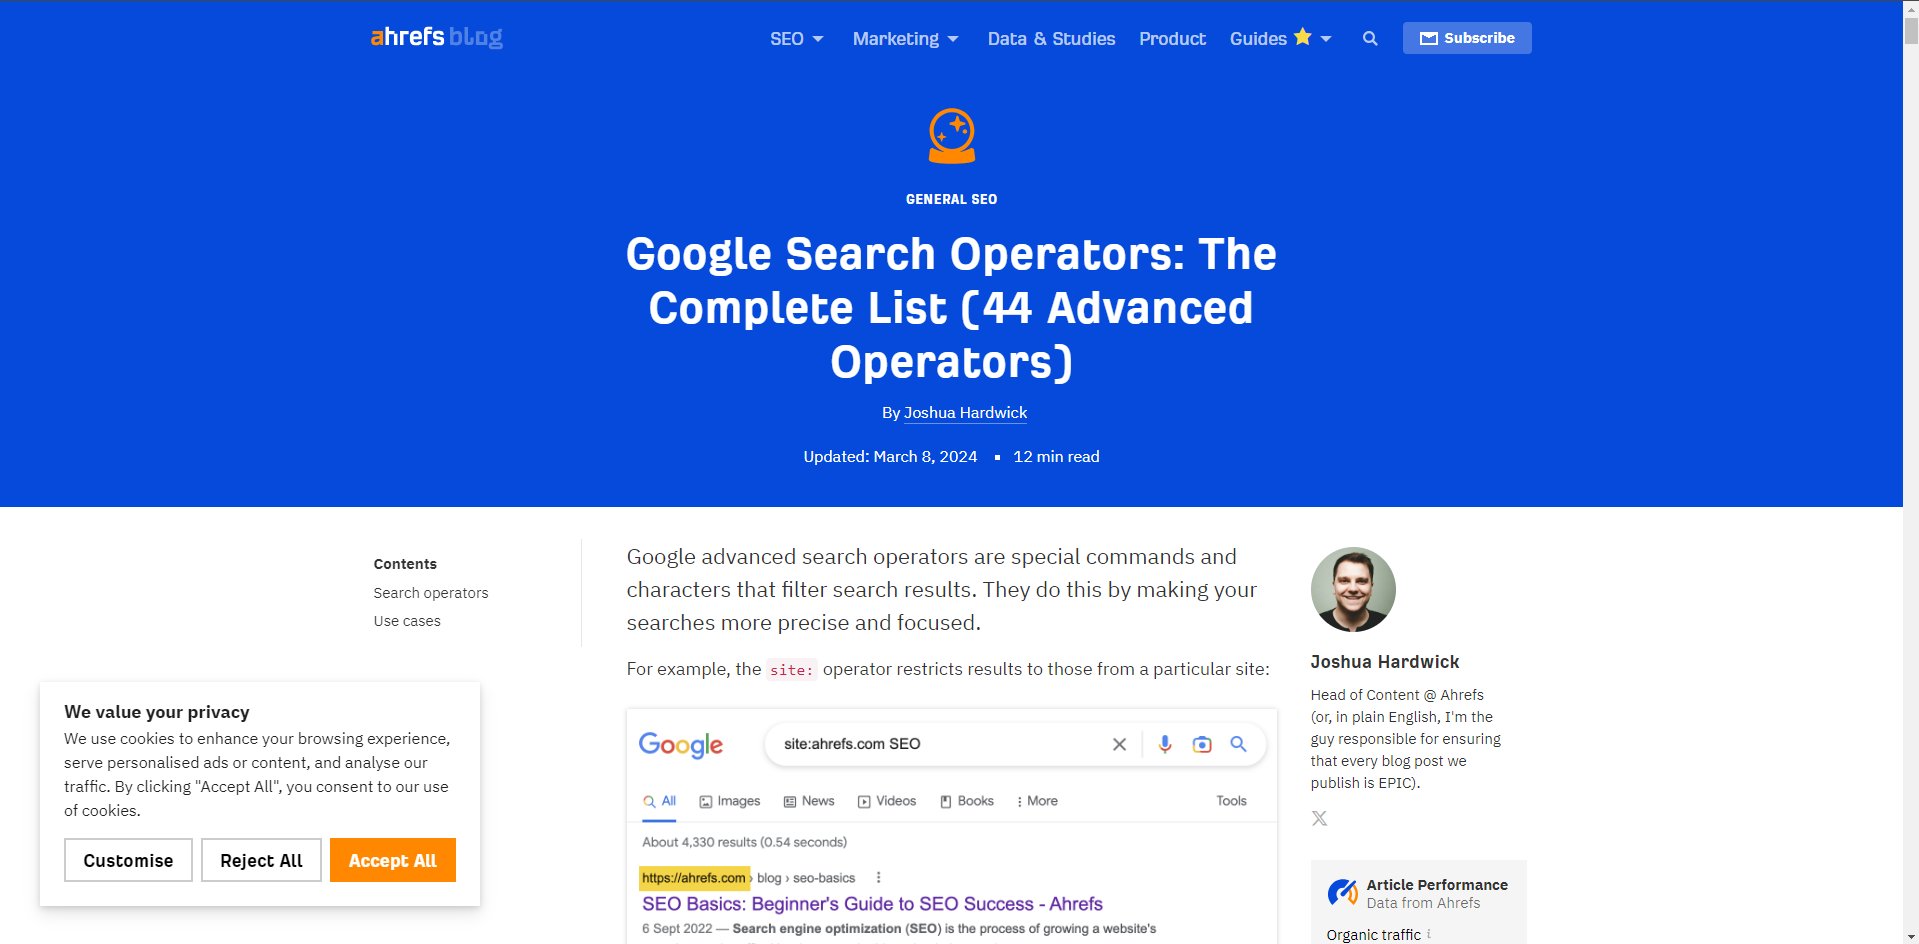 ahrefs blog
SEO
Marketing
Data & Studies
Product
Guides
Subscribe
GENERAL SEO
Google Search Operators: The
Complete List (44 Advanced
Operators)
By Joshua Hardwick
Updated: March 8, 2024 ▪ 12 min read
Contents
Search operators
Use cases
Google advanced search operators are special commands and
characters that filter search results. They do this by making your
searches more precise and focused.
For example, the site: operator restricts results to those from a particular site:
Google
site:ahrefs.com SEO
All
Images
News
Videos
Books
More
Tools
About 4,330 results (0.54 seconds)
https://ahrefs.com › blog › seo-basics
SEO Basics: Beginner's Guide to SEO Success - Ahrefs
6 Sept 2022 — Search engine optimization (SEO) is the process of growing a website's
Joshua Hardwick
Head of Content @ Ahrefs
(or, in plain English, I'm the
guy responsible for ensuring
that every blog post we
publish is EPIC).
Article Performance
Data from Ahrefs
Organic traffic i
We value your privacy
We use cookies to enhance your browsing experience,
serve personalised ads or content, and analyse our
traffic. By clicking "Accept All", you consent to our use
of cookies.
Customise
Reject All
Accept All